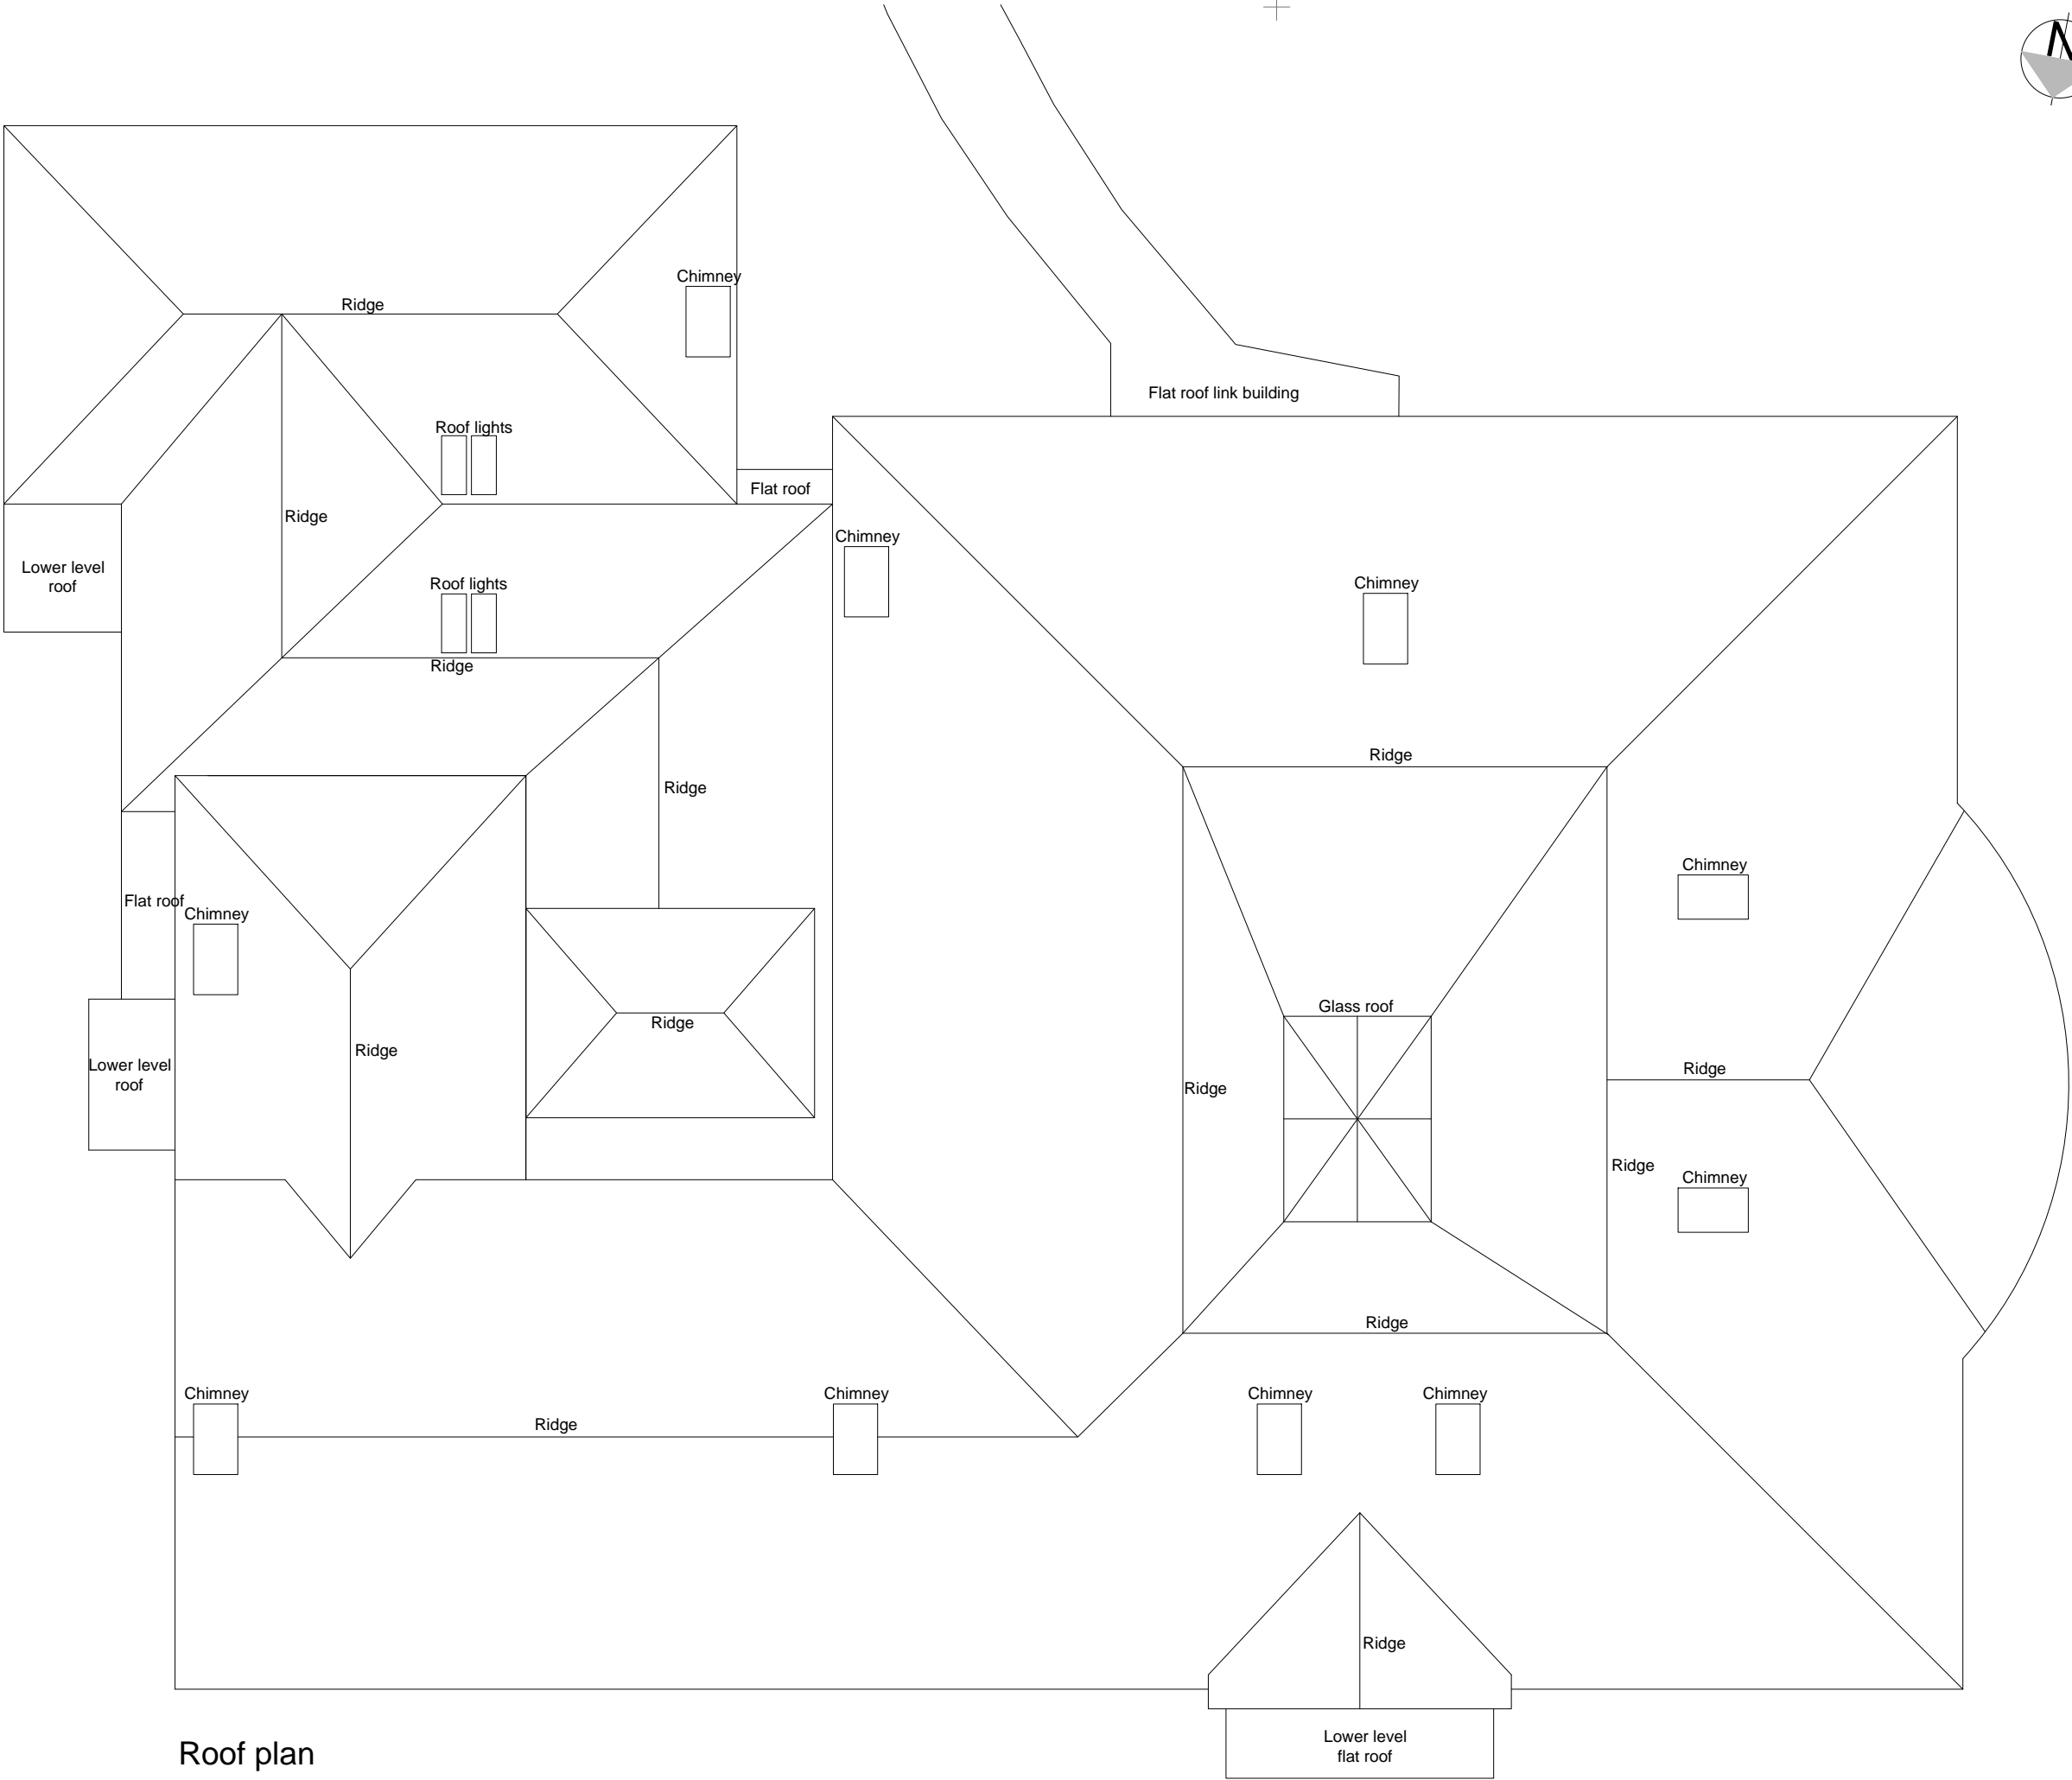 N
Chimney
Ridge
Flat roof link building
Roof lights
Flat roof
Ridge
Chimney
Lower level
roof
Roof lights
Chimney
Ridge
Ridge
Ridge
Chimney
Flat roof
Chimney
Glass roof
Ridge
Ridge
Lower level
roof
Ridge
Ridge
Ridge
Chimney
Ridge
Chimney
Chimney
Chimney
Chimney
Ridge
Ridge
Lower level
flat roof
Roof plan